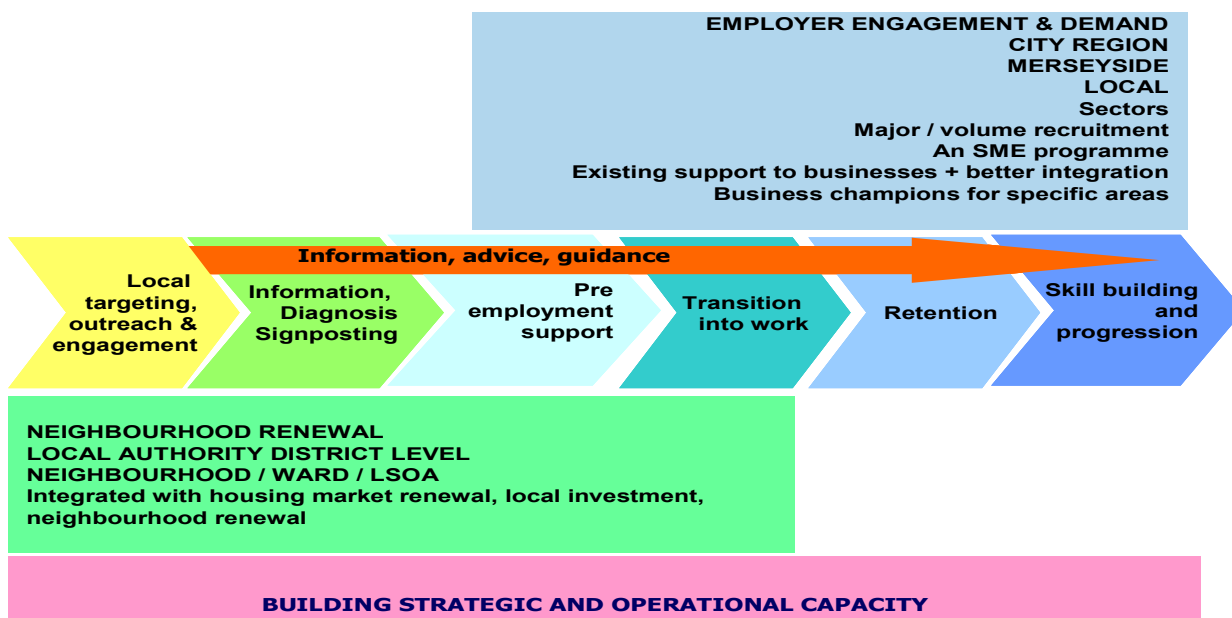 EMPLOYER ENGAGEMENT & DEMAND
CITY REGION
MERSEYSIDE
LOCAL
Sectors
Major / volume recruitment
An SME programme
Existing support to businesses + better integration
Business champions for specific areas
Information, advice, guidance
Local
targeting,
outreach &
engagement
Information,
Diagnosis
Signposting
Pre
employment
support
Transition
into work
Retention
Skill building
and
progression
NEIGHBOURHOOD RENEWAL
LOCAL AUTHORITY DISTRICT LEVEL
NEIGHBOURHOOD / WARD / LSOA
Integrated with housing market renewal, local investment,
neighbourhood renewal
BUILDING STRATEGIC AND OPERATIONAL CAPACITY